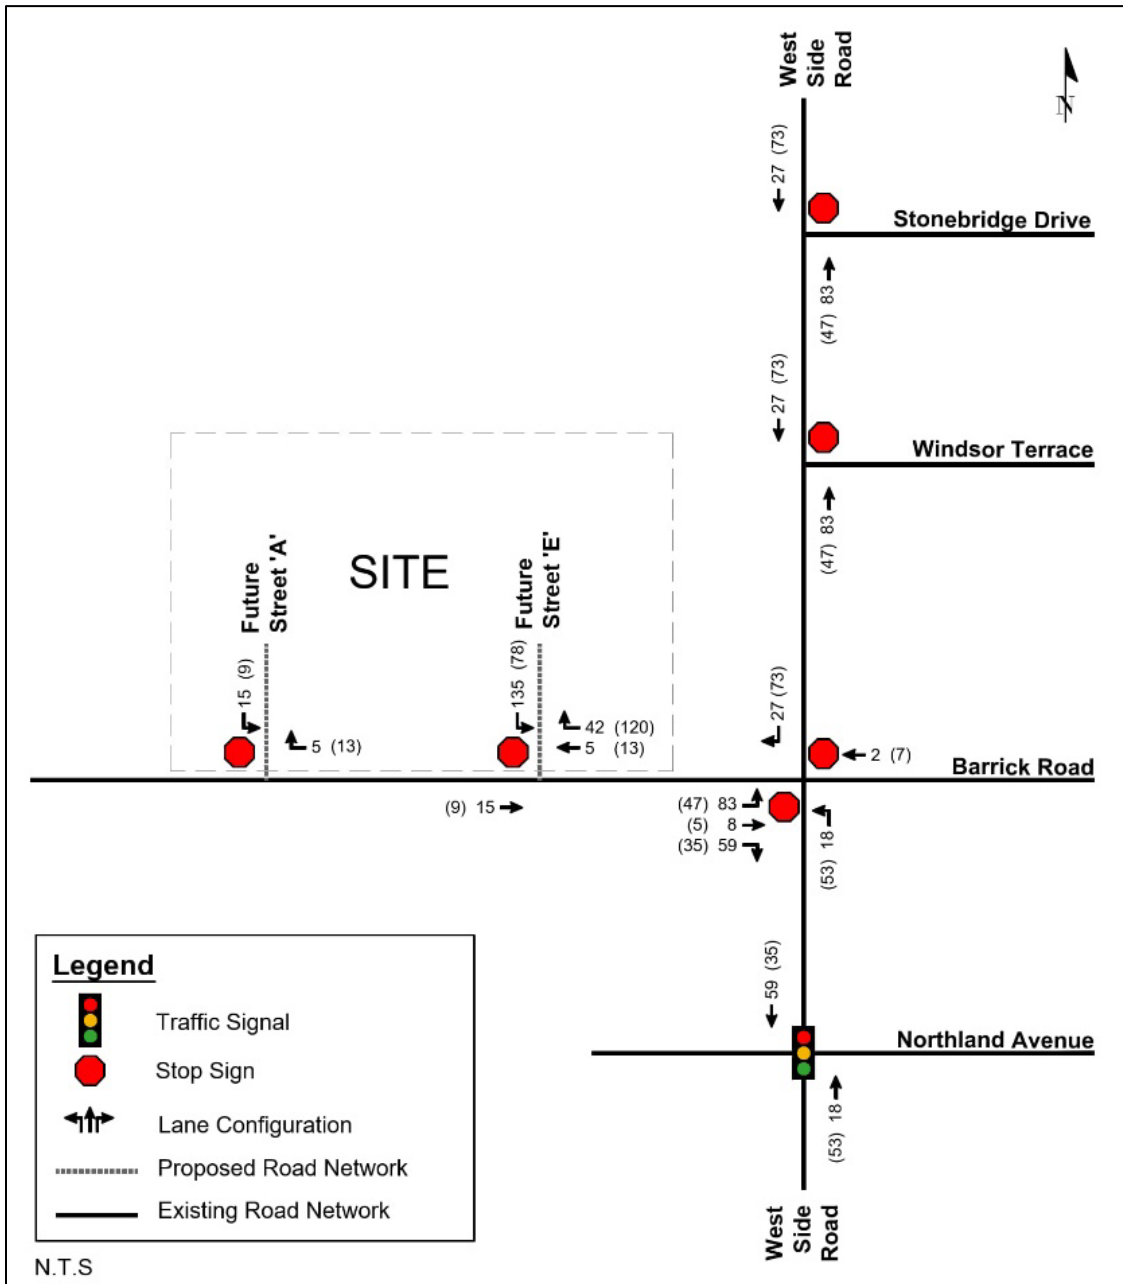 West
Side
Road
N
27 (73)
Stonebridge Drive
(47) 83
27 (73)
Windsor Terrace
(47) 83
SITE
Future
Street 'A'
Future
Street 'E'
15 (9)
5 (13)
135 (78)
42 (120)
5 (13)
27 (73)
2 (7)
Barrick Road
(9) 15
(47) 83
(5) 8
(35) 59
(53) 18
59 (35)
Northland Avenue
(53) 18
West
Side
Road
Legend
Traffic Signal
Stop Sign
Lane Configuration
Proposed Road Network
Existing Road Network
N.T.S